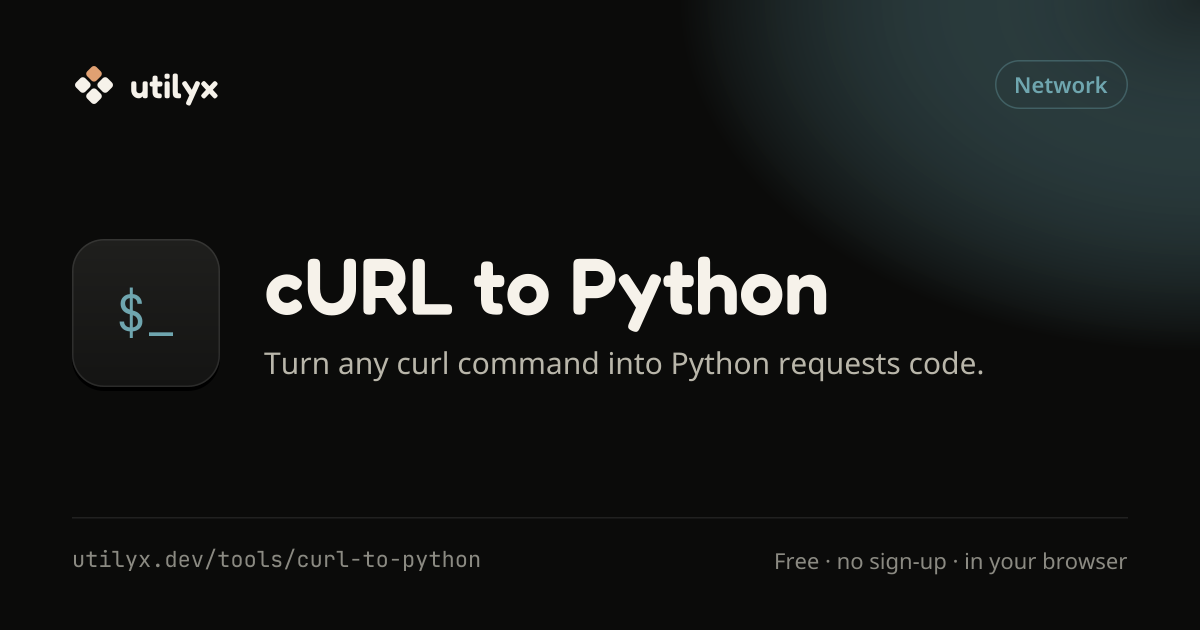 utilyx
Network
$_
cURL to Python
Turn any curl command into Python requests code.
utilyx.dev/tools/curl-to-python
Free · no sign-up · in your browser